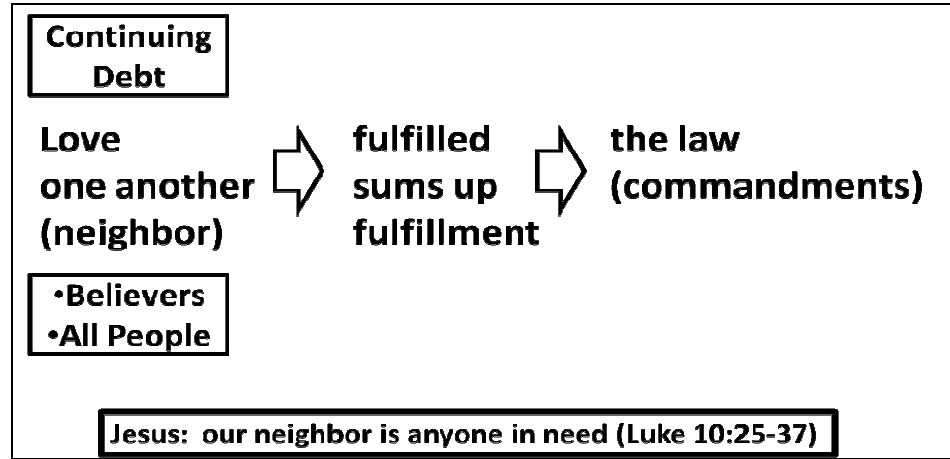 Continuing
Debt
Love
one another
(neighbor)
fulfilled
sums up
fulfillment
the law
(commandments)
•Believers
•All People
Jesus:  our neighbor is anyone in need (Luke 10:25-37)